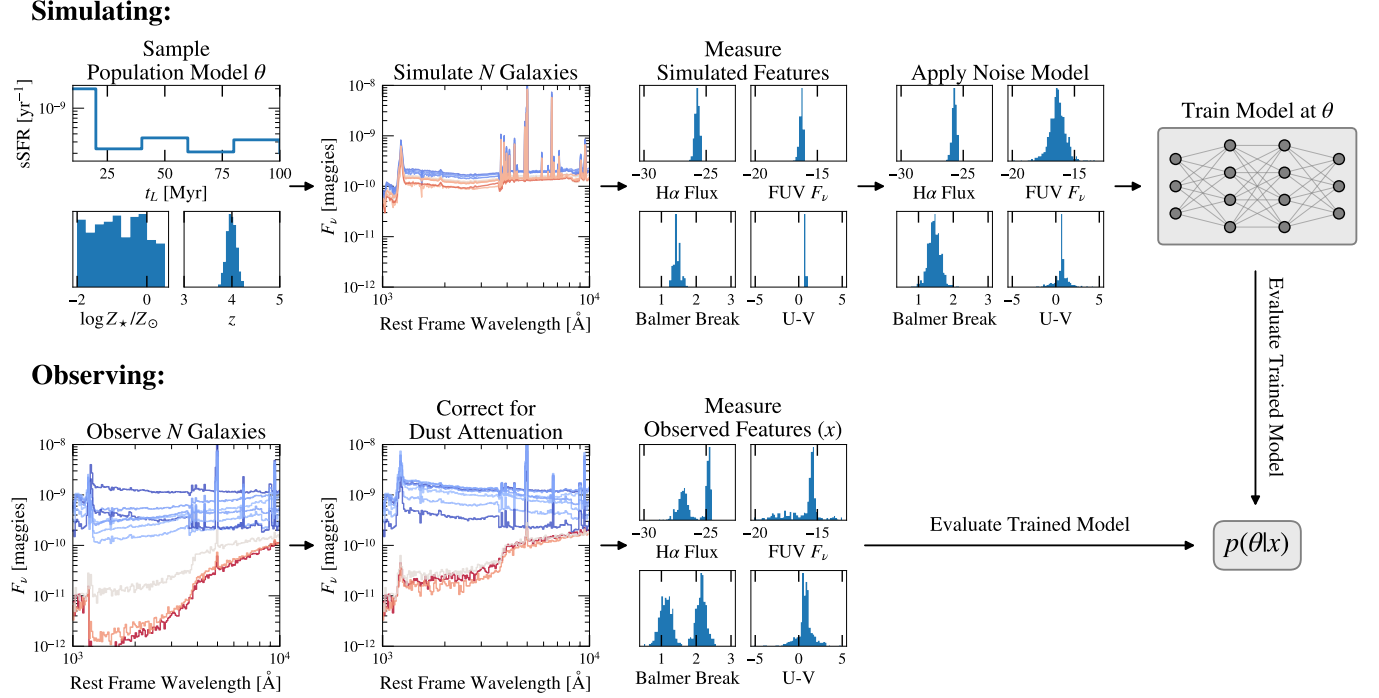 Simulating:
Sample
Population Model θ
sSFR [yr⁻¹]
10⁻⁹
25 50 75 100
t_L [Myr]
−2 0
log Z⋆/Z⊙
3 4 5
z
Simulate N Galaxies
F_ν [maggies]
10⁻⁸
10⁻⁹
10⁻¹⁰
10⁻¹¹
10⁻¹²
10³ 10⁴
Rest Frame Wavelength [Å]
Measure
Simulated Features
−30 −25
Hα Flux
−20 −15
FUV F_ν
1 2 3
Balmer Break
−5 0 5
U-V
Apply Noise Model
−30 −25
Hα Flux
−20 −15
FUV F_ν
1 2 3
Balmer Break
−5 0 5
U-V
Train Model at θ
Evaluate Trained Model
Observing:
Observe N Galaxies
F_ν [maggies]
10⁻⁸
10⁻⁹
10⁻¹⁰
10⁻¹¹
10⁻¹²
10³ 10⁴
Rest Frame Wavelength [Å]
Correct for
Dust Attenuation
F_ν [maggies]
10⁻⁸
10⁻⁹
10⁻¹⁰
10⁻¹¹
10⁻¹²
10³ 10⁴
Rest Frame Wavelength [Å]
Measure
Observed Features (x)
−30 −25
Hα Flux
−20 −15
FUV F_ν
1 2 3
Balmer Break
−5 0 5
U-V
Evaluate Trained Model
p(θ|x)